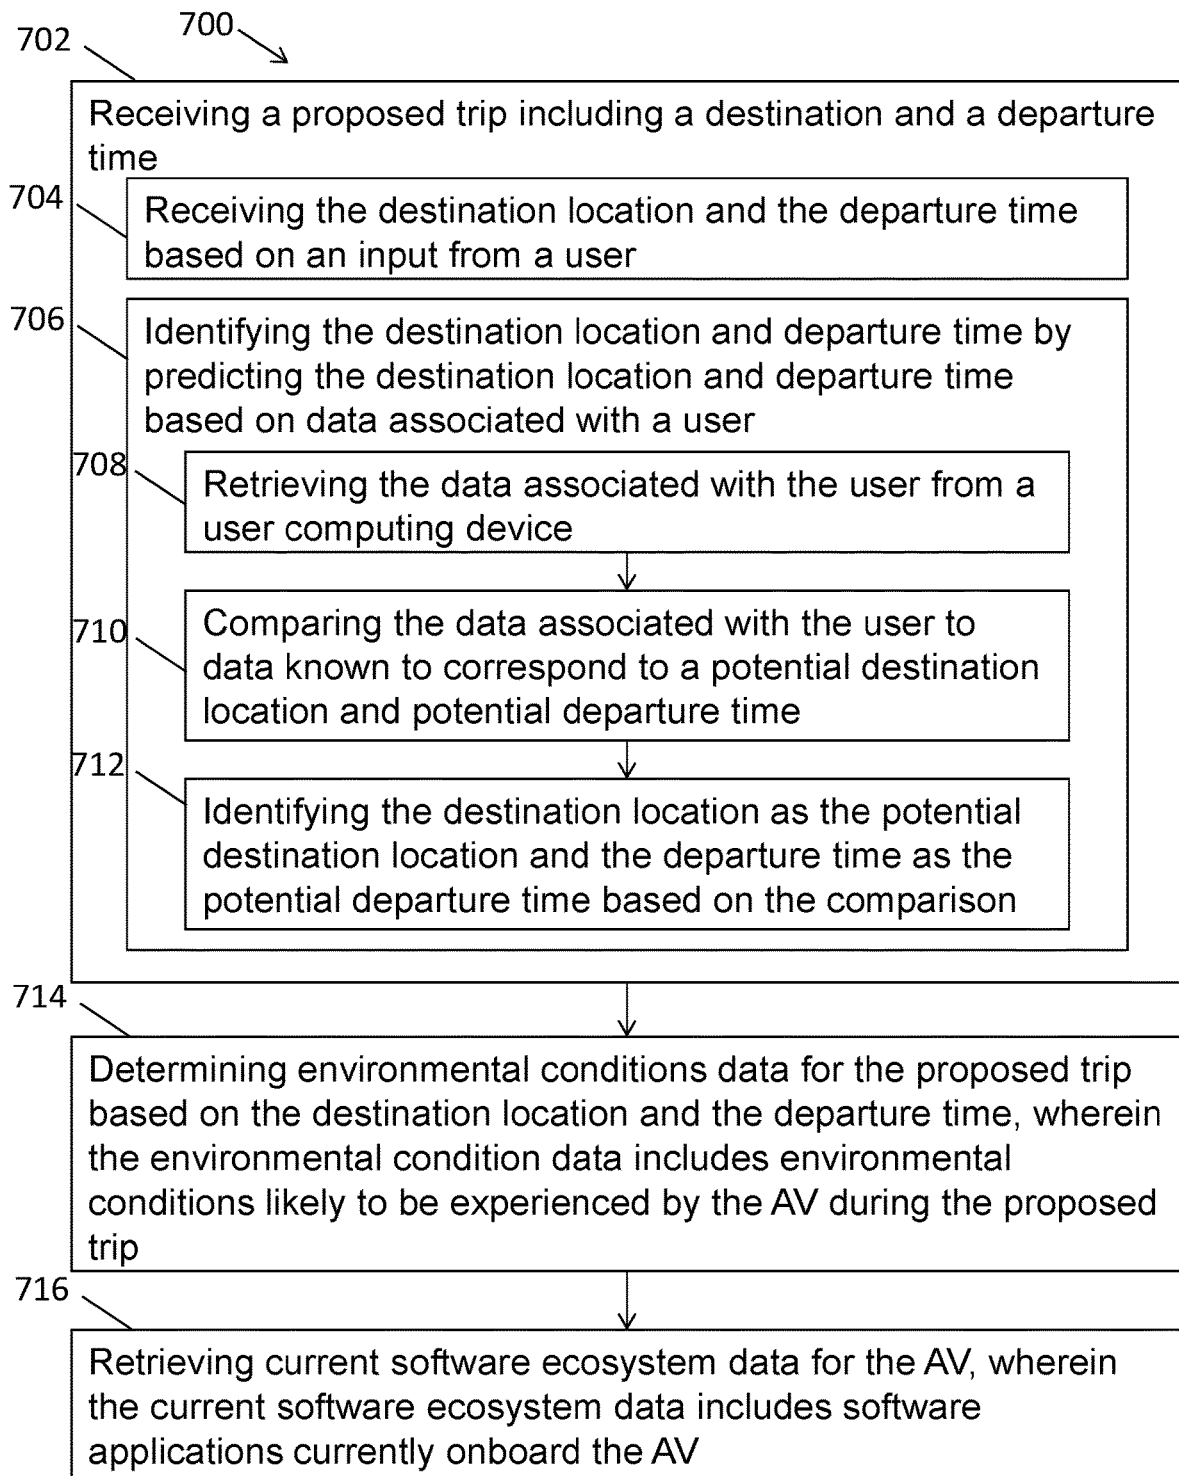 700
702
Receiving a proposed trip including a destination and a departure
time
704
Receiving the destination location and the departure time
based on an input from a user
706
Identifying the destination location and departure time by
predicting the destination location and departure time
based on data associated with a user
708
Retrieving the data associated with the user from a
user computing device
710
Comparing the data associated with the user to
data known to correspond to a potential destination
location and potential departure time
712
Identifying the destination location as the potential
destination location and the departure time as the
potential departure time based on the comparison
714
Determining environmental conditions data for the proposed trip
based on the destination location and the departure time, wherein
the environmental condition data includes environmental
conditions likely to be experienced by the AV during the proposed
trip
716
Retrieving current software ecosystem data for the AV, wherein
the current software ecosystem data includes software
applications currently onboard the AV